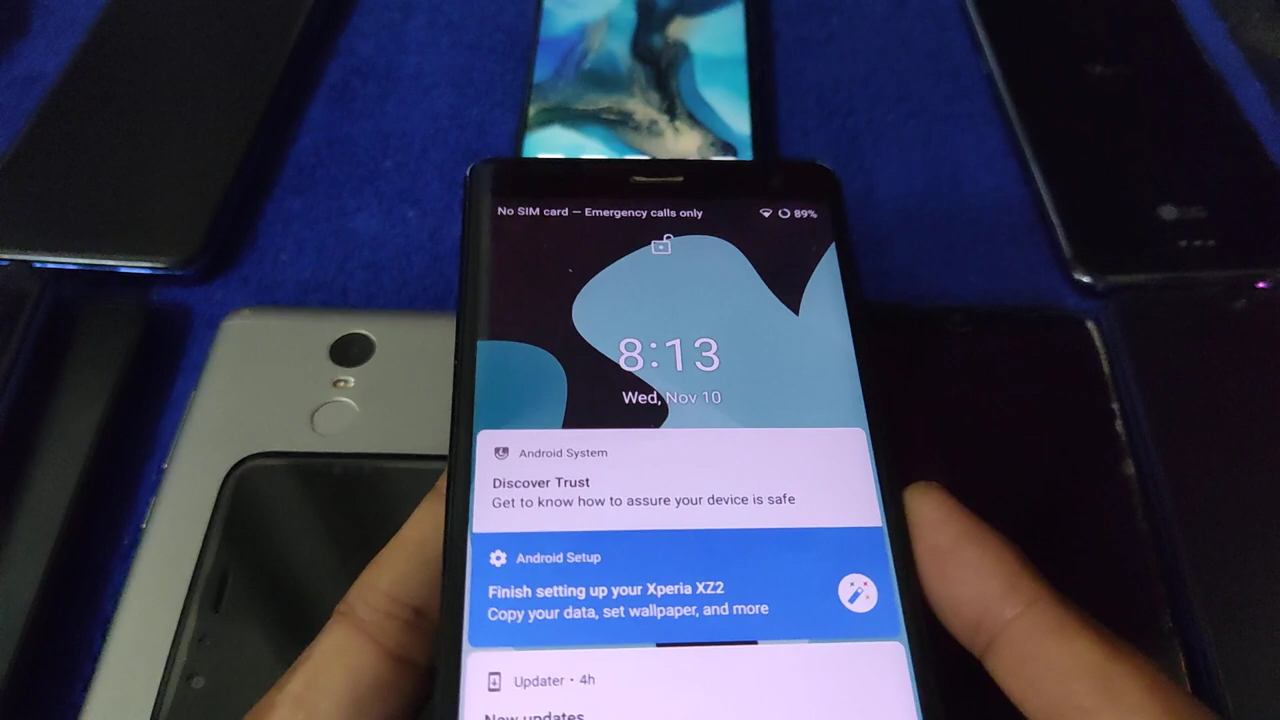 No SIM card — Emergency calls only 89%
8:13
Wed, Nov 10
Android System
Discover Trust
Get to know how to assure your device is safe
Android Setup
Finish setting up your Xperia XZ2
Copy your data, set wallpaper, and more
Updater • 4h
New updates